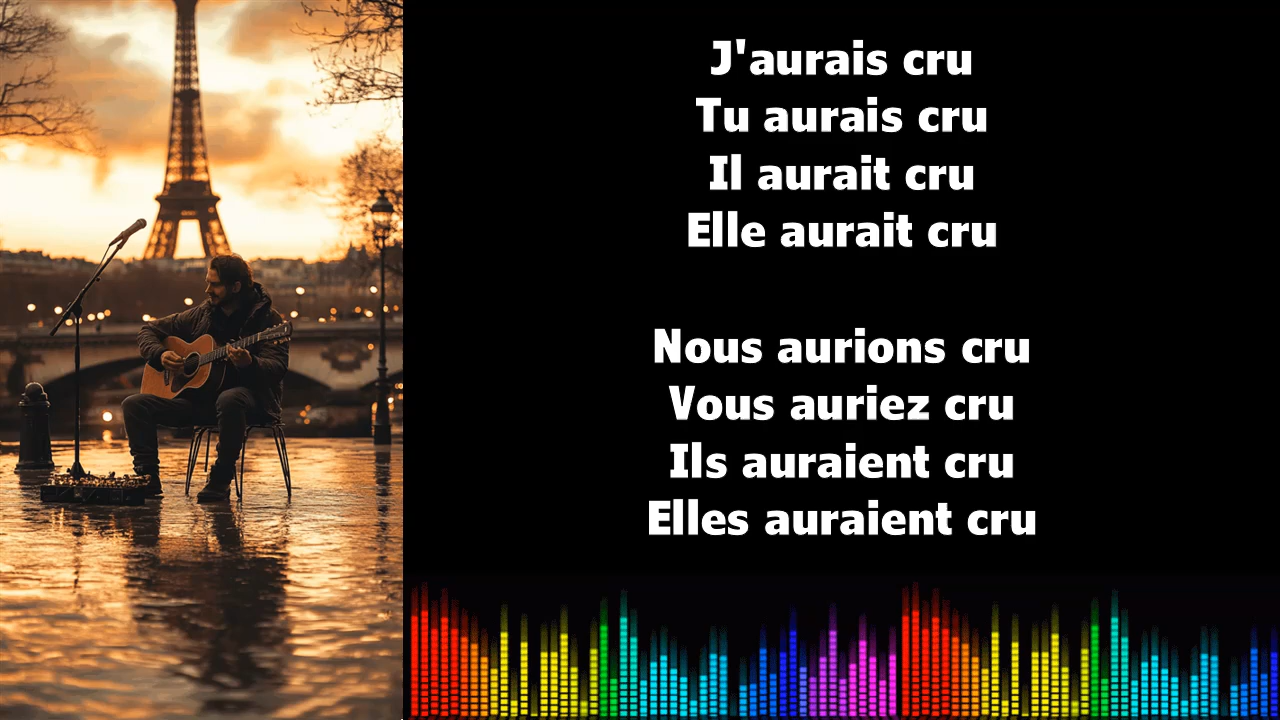 J'aurais cru
Tu aurais cru
Il aurait cru
Elle aurait cru
Nous aurions cru
Vous auriez cru
Ils auraient cru
Elles auraient cru